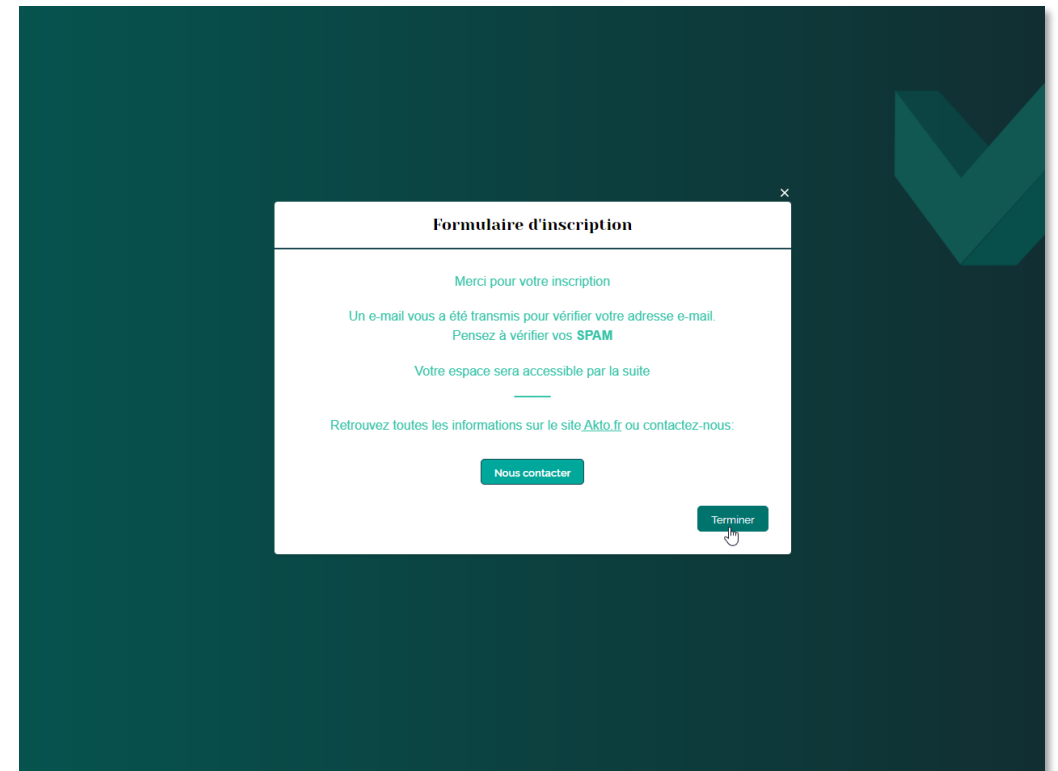 ×
Formulaire d'inscription
Merci pour votre inscription
Un e-mail vous a été transmis pour vérifier votre adresse e-mail.
Pensez à vérifier vos SPAM
Votre espace sera accessible par la suite
Retrouvez toutes les informations sur le site Akto.fr ou contactez-nous:
Nous contacter
Terminer